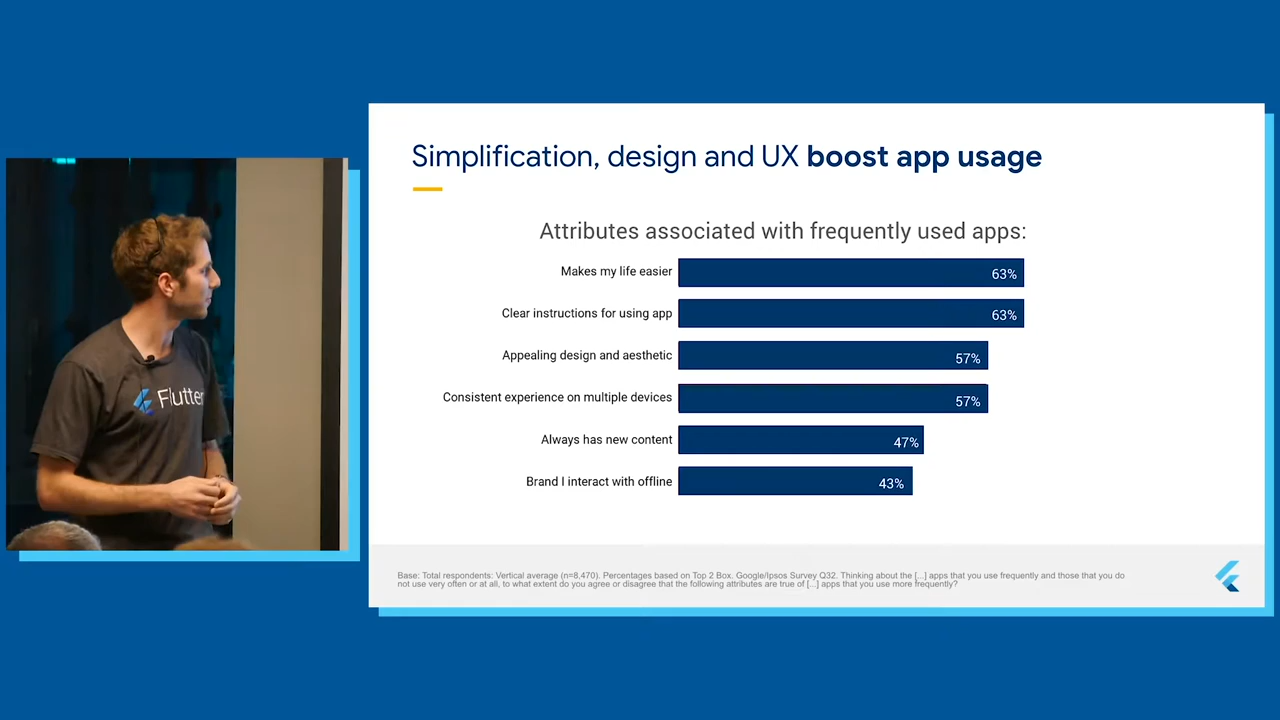 Simplification, design and UX boost app usage
Attributes associated with frequently used apps:
Makes my life easier 63%
Clear instructions for using app 63%
Appealing design and aesthetic 57%
Consistent experience on multiple devices 57%
Always has new content 47%
Brand I interact with offline 43%
Flutter
Base: Total respondents: Vertical average (n=8,470). Percentages based on Top 2 Box. Google/Ipsos Survey Q32. Thinking about the [...] apps that you use frequently and those that you do
not use very often or at all, to what extent do you agree or disagree that the following attributes are true of [...] apps that you use more frequently?